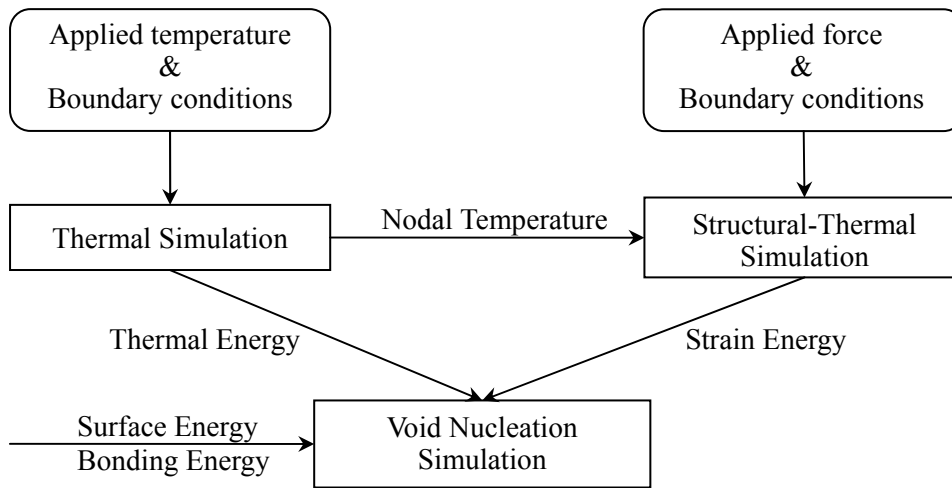 Applied temperature
&
Boundary conditions
Applied force
&
Boundary conditions
Thermal Simulation
Nodal Temperature
Structural-Thermal
Simulation
Thermal Energy
Strain Energy
Surface Energy
Bonding Energy
Void Nucleation
Simulation